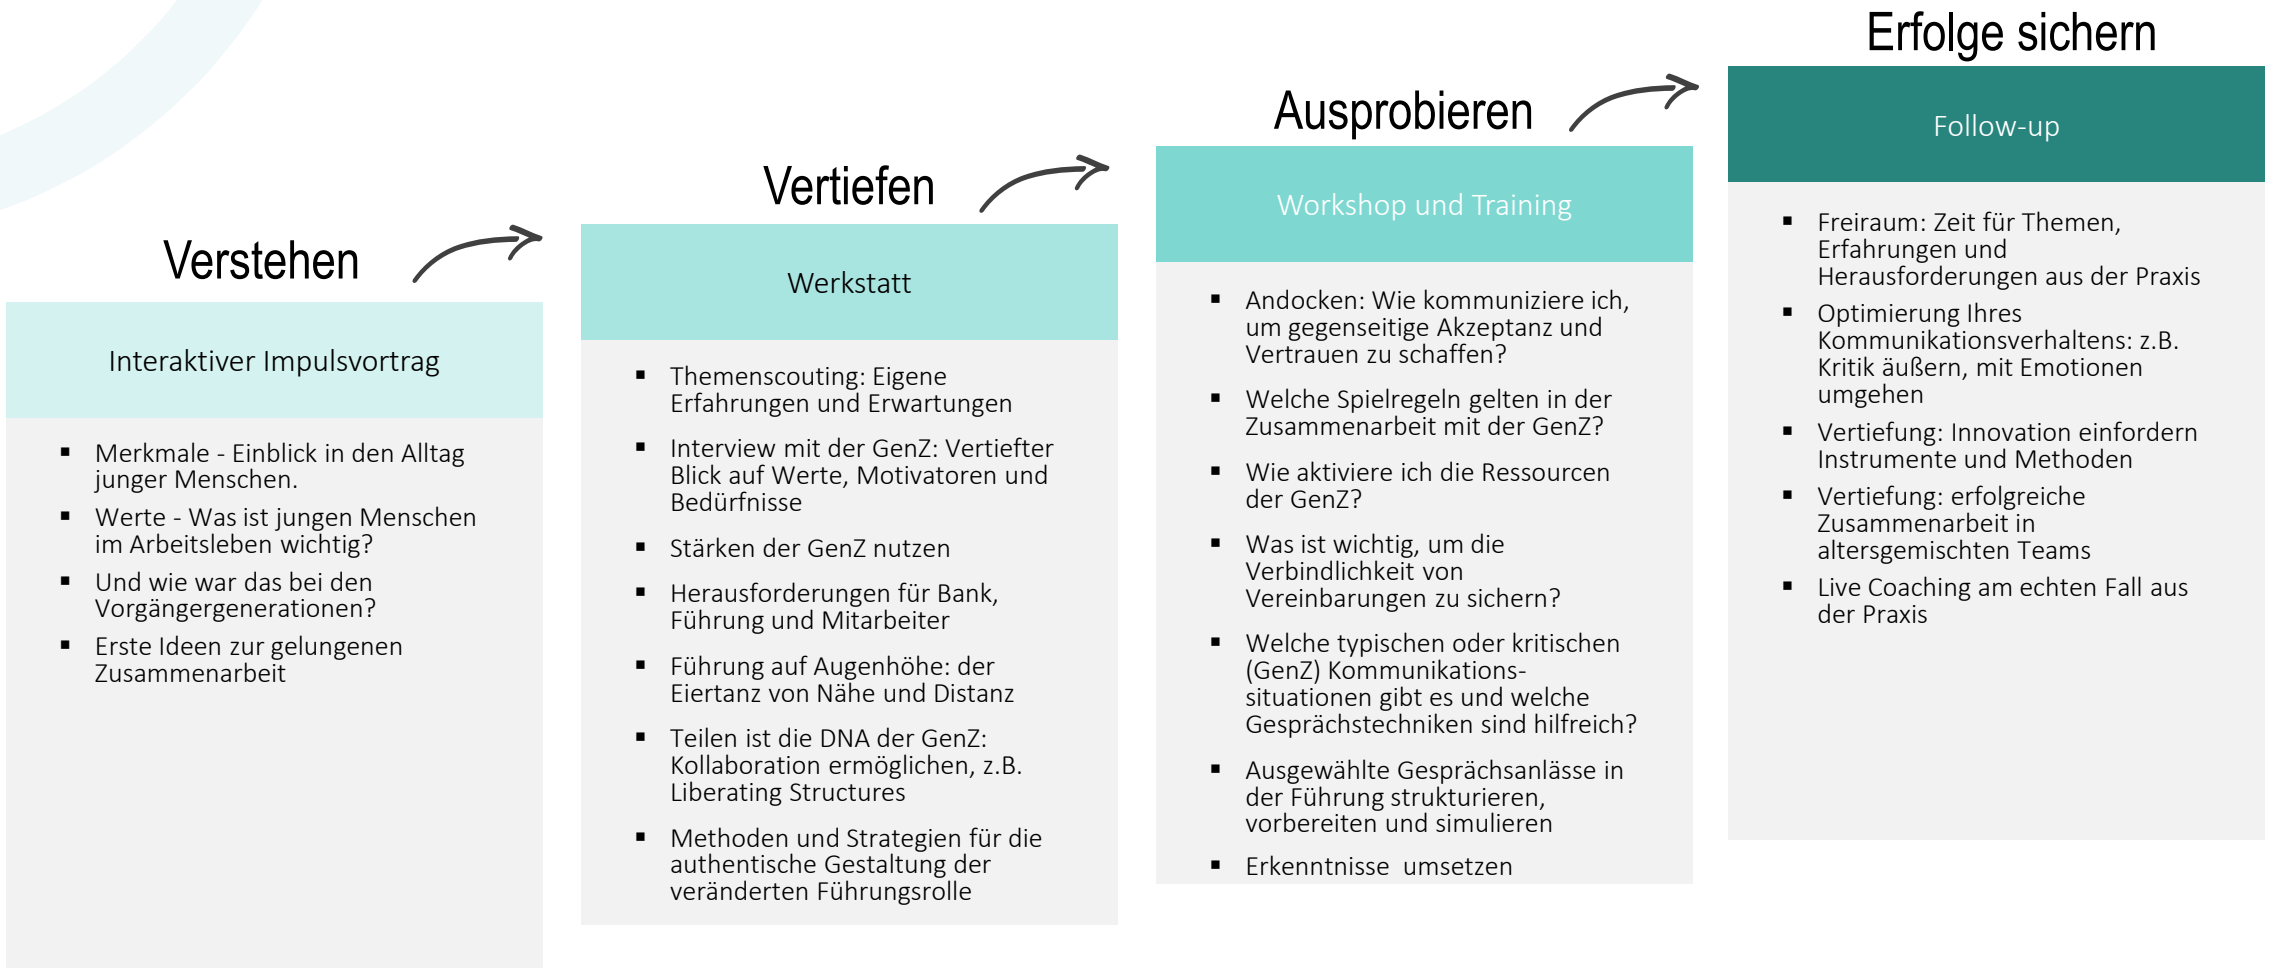 Verstehen
Interaktiver Impulsvortrag
▪ Merkmale - Einblick in den Alltag
junger Menschen.
▪ Werte - Was ist jungen Menschen
im Arbeitsleben wichtig?
▪ Und wie war das bei den
Vorgängergenerationen?
▪ Erste Ideen zur gelungenen
Zusammenarbeit
Vertiefen
Werkstatt
▪ Themenscouting: Eigene
Erfahrungen und Erwartungen
▪ Interview mit der GenZ: Vertiefter
Blick auf Werte, Motivatoren und
Bedürfnisse
▪ Stärken der GenZ nutzen
▪ Herausforderungen für Bank,
Führung und Mitarbeiter
▪ Führung auf Augenhöhe: der
Eiertanz von Nähe und Distanz
▪ Teilen ist die DNA der GenZ:
Kollaboration ermöglichen, z.B.
Liberating Structures
▪ Methoden und Strategien für die
authentische Gestaltung der
veränderten Führungsrolle
Ausprobieren
Workshop und Training
▪ Andocken: Wie kommuniziere ich,
um gegenseitige Akzeptanz und
Vertrauen zu schaffen?
▪ Welche Spielregeln gelten in der
Zusammenarbeit mit der GenZ?
▪ Wie aktiviere ich die Ressourcen
der GenZ?
▪ Was ist wichtig, um die
Verbindlichkeit von
Vereinbarungen zu sichern?
▪ Welche typischen oder kritischen
(GenZ) Kommunikations-
situationen gibt es und welche
Gesprächstechniken sind hilfreich?
▪ Ausgewählte Gesprächsanlässe in
der Führung strukturieren,
vorbereiten und simulieren
▪ Erkenntnisse  umsetzen
Erfolge sichern
Follow-up
▪ Freiraum: Zeit für Themen,
Erfahrungen und
Herausforderungen aus der Praxis
▪ Optimierung Ihres
Kommunikationsverhaltens: z.B.
Kritik äußern, mit Emotionen
umgehen
▪ Vertiefung: Innovation einfordern
Instrumente und Methoden
▪ Vertiefung: erfolgreiche
Zusammenarbeit in
altersgemischten Teams
▪ Live Coaching am echten Fall aus
der Praxis